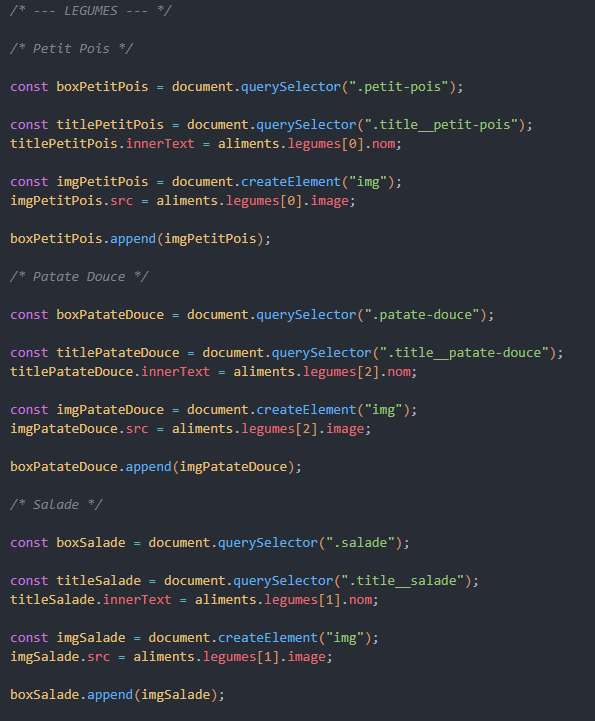 /* --- LEGUMES --- */
/* Petit Pois */
const boxPetitPois = document.querySelector(".petit-pois");
const titlePetitPois = document.querySelector(".title__petit-pois");
titlePetitPois.innerText = aliments.legumes[0].nom;
const imgPetitPois = document.createElement("img");
imgPetitPois.src = aliments.legumes[0].image;
boxPetitPois.append(imgPetitPois);
/* Patate Douce */
const boxPatateDouce = document.querySelector(".patate-douce");
const titlePatateDouce = document.querySelector(".title__patate-douce");
titlePatateDouce.innerText = aliments.legumes[2].nom;
const imgPatateDouce = document.createElement("img");
imgPatateDouce.src = aliments.legumes[2].image;
boxPatateDouce.append(imgPatateDouce);
/* Salade */
const boxSalade = document.querySelector(".salade");
const titleSalade = document.querySelector(".title__salade");
titleSalade.innerText = aliments.legumes[1].nom;
const imgSalade = document.createElement("img");
imgSalade.src = aliments.legumes[1].image;
boxSalade.append(imgSalade);